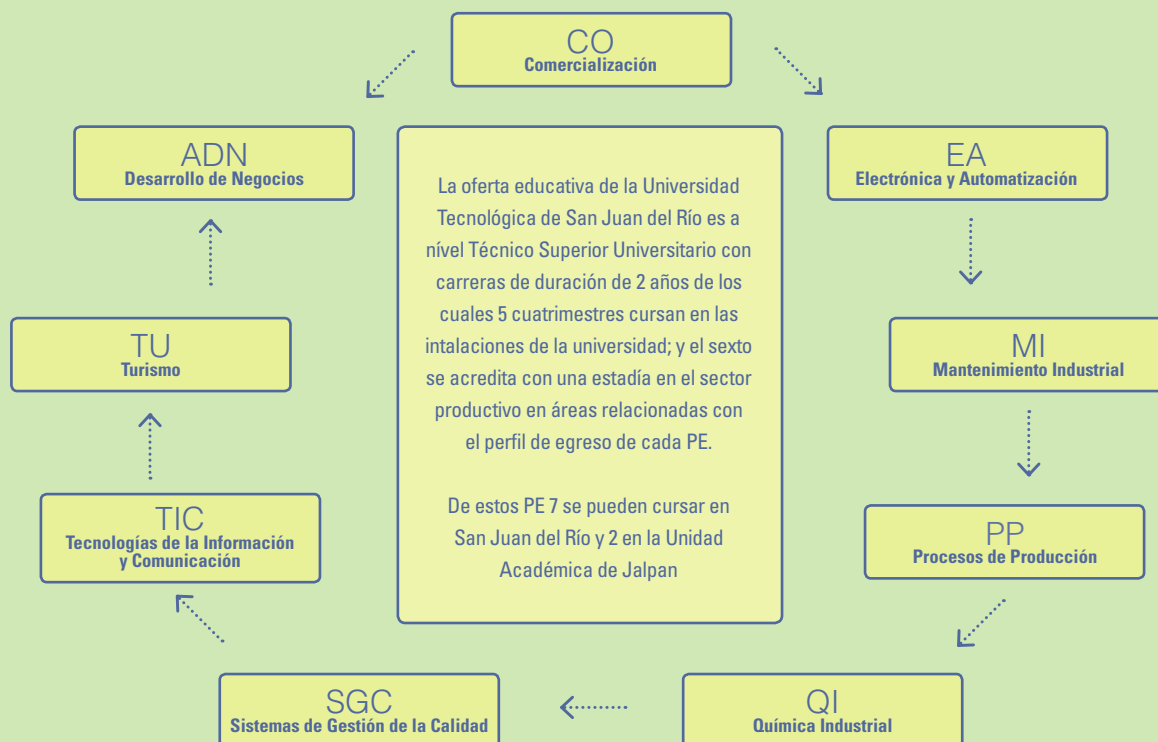 CO
Comercialización
ADN
Desarrollo de Negocios
EA
Electrónica y Automatización
La oferta educativa de la Universidad
Tecnológica de San Juan del Río es a
nível Técnico Superior Universitario con
carreras de duración de 2 años de los
cuales 5 cuatrimestres cursan en las
intalaciones de la universidad; y el sexto
se acredita con una estadía en el sector
productivo en áreas relacionadas con
el perfil de egreso de cada PE.
De estos PE 7 se pueden cursar en
San Juan del Río y 2 en la Unidad
Académica de Jalpan
TU
Turismo
MI
Mantenimiento Industrial
TIC
Tecnologías de la Información
y Comunicación
PP
Procesos de Producción
SGC
Sistemas de Gestión de la Calidad
QI
Química Industrial